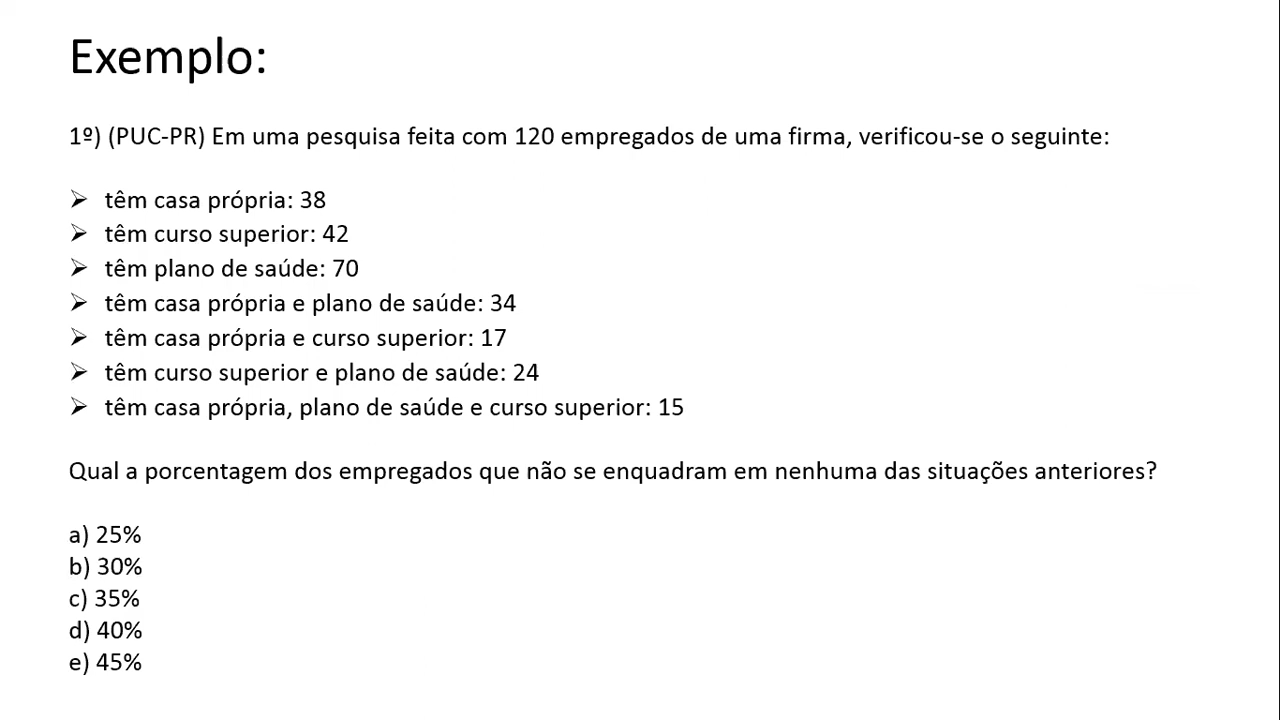 Exemplo:
1º) (PUC-PR) Em uma pesquisa feita com 120 empregados de uma firma, verificou-se o seguinte:
➢ têm casa própria: 38
➢ têm curso superior: 42
➢ têm plano de saúde: 70
➢ têm casa própria e plano de saúde: 34
➢ têm casa própria e curso superior: 17
➢ têm curso superior e plano de saúde: 24
➢ têm casa própria, plano de saúde e curso superior: 15
Qual a porcentagem dos empregados que não se enquadram em nenhuma das situações anteriores?
a) 25%
b) 30%
c) 35%
d) 40%
e) 45%